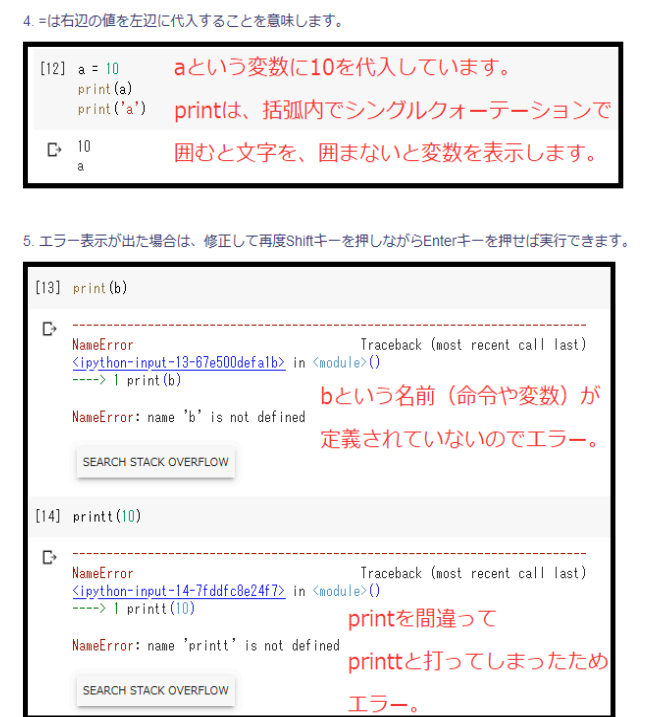 4. =は右辺の値を左辺に代入することを意味します。
[12] a = 10
print(a)
print('a')
aという変数に10を代入しています。
printは、括弧内でシングルクォーテーションで
囲むと文字を、囲まないと変数を表示します。
10
a
5. エラー表示が出た場合は、修正して再度Shiftキーを押しながらEnterキーを押せば実行できます。
[13] print(b)
---------------------------------------------------------------------------
NameError Traceback (most recent call last)
<ipython-input-13-67e500defa1b> in <module>()
----> 1 print(b)
NameError: name 'b' is not defined
bという名前（命令や変数）が
定義されていないのでエラー。
SEARCH STACK OVERFLOW
[14] printt(10)
---------------------------------------------------------------------------
NameError Traceback (most recent call last)
<ipython-input-14-7fddfc8e24f7> in <module>()
----> 1 printt(10)
NameError: name 'printt' is not defined
printを間違って
printtと打ってしまったため
エラー。
SEARCH STACK OVERFLOW